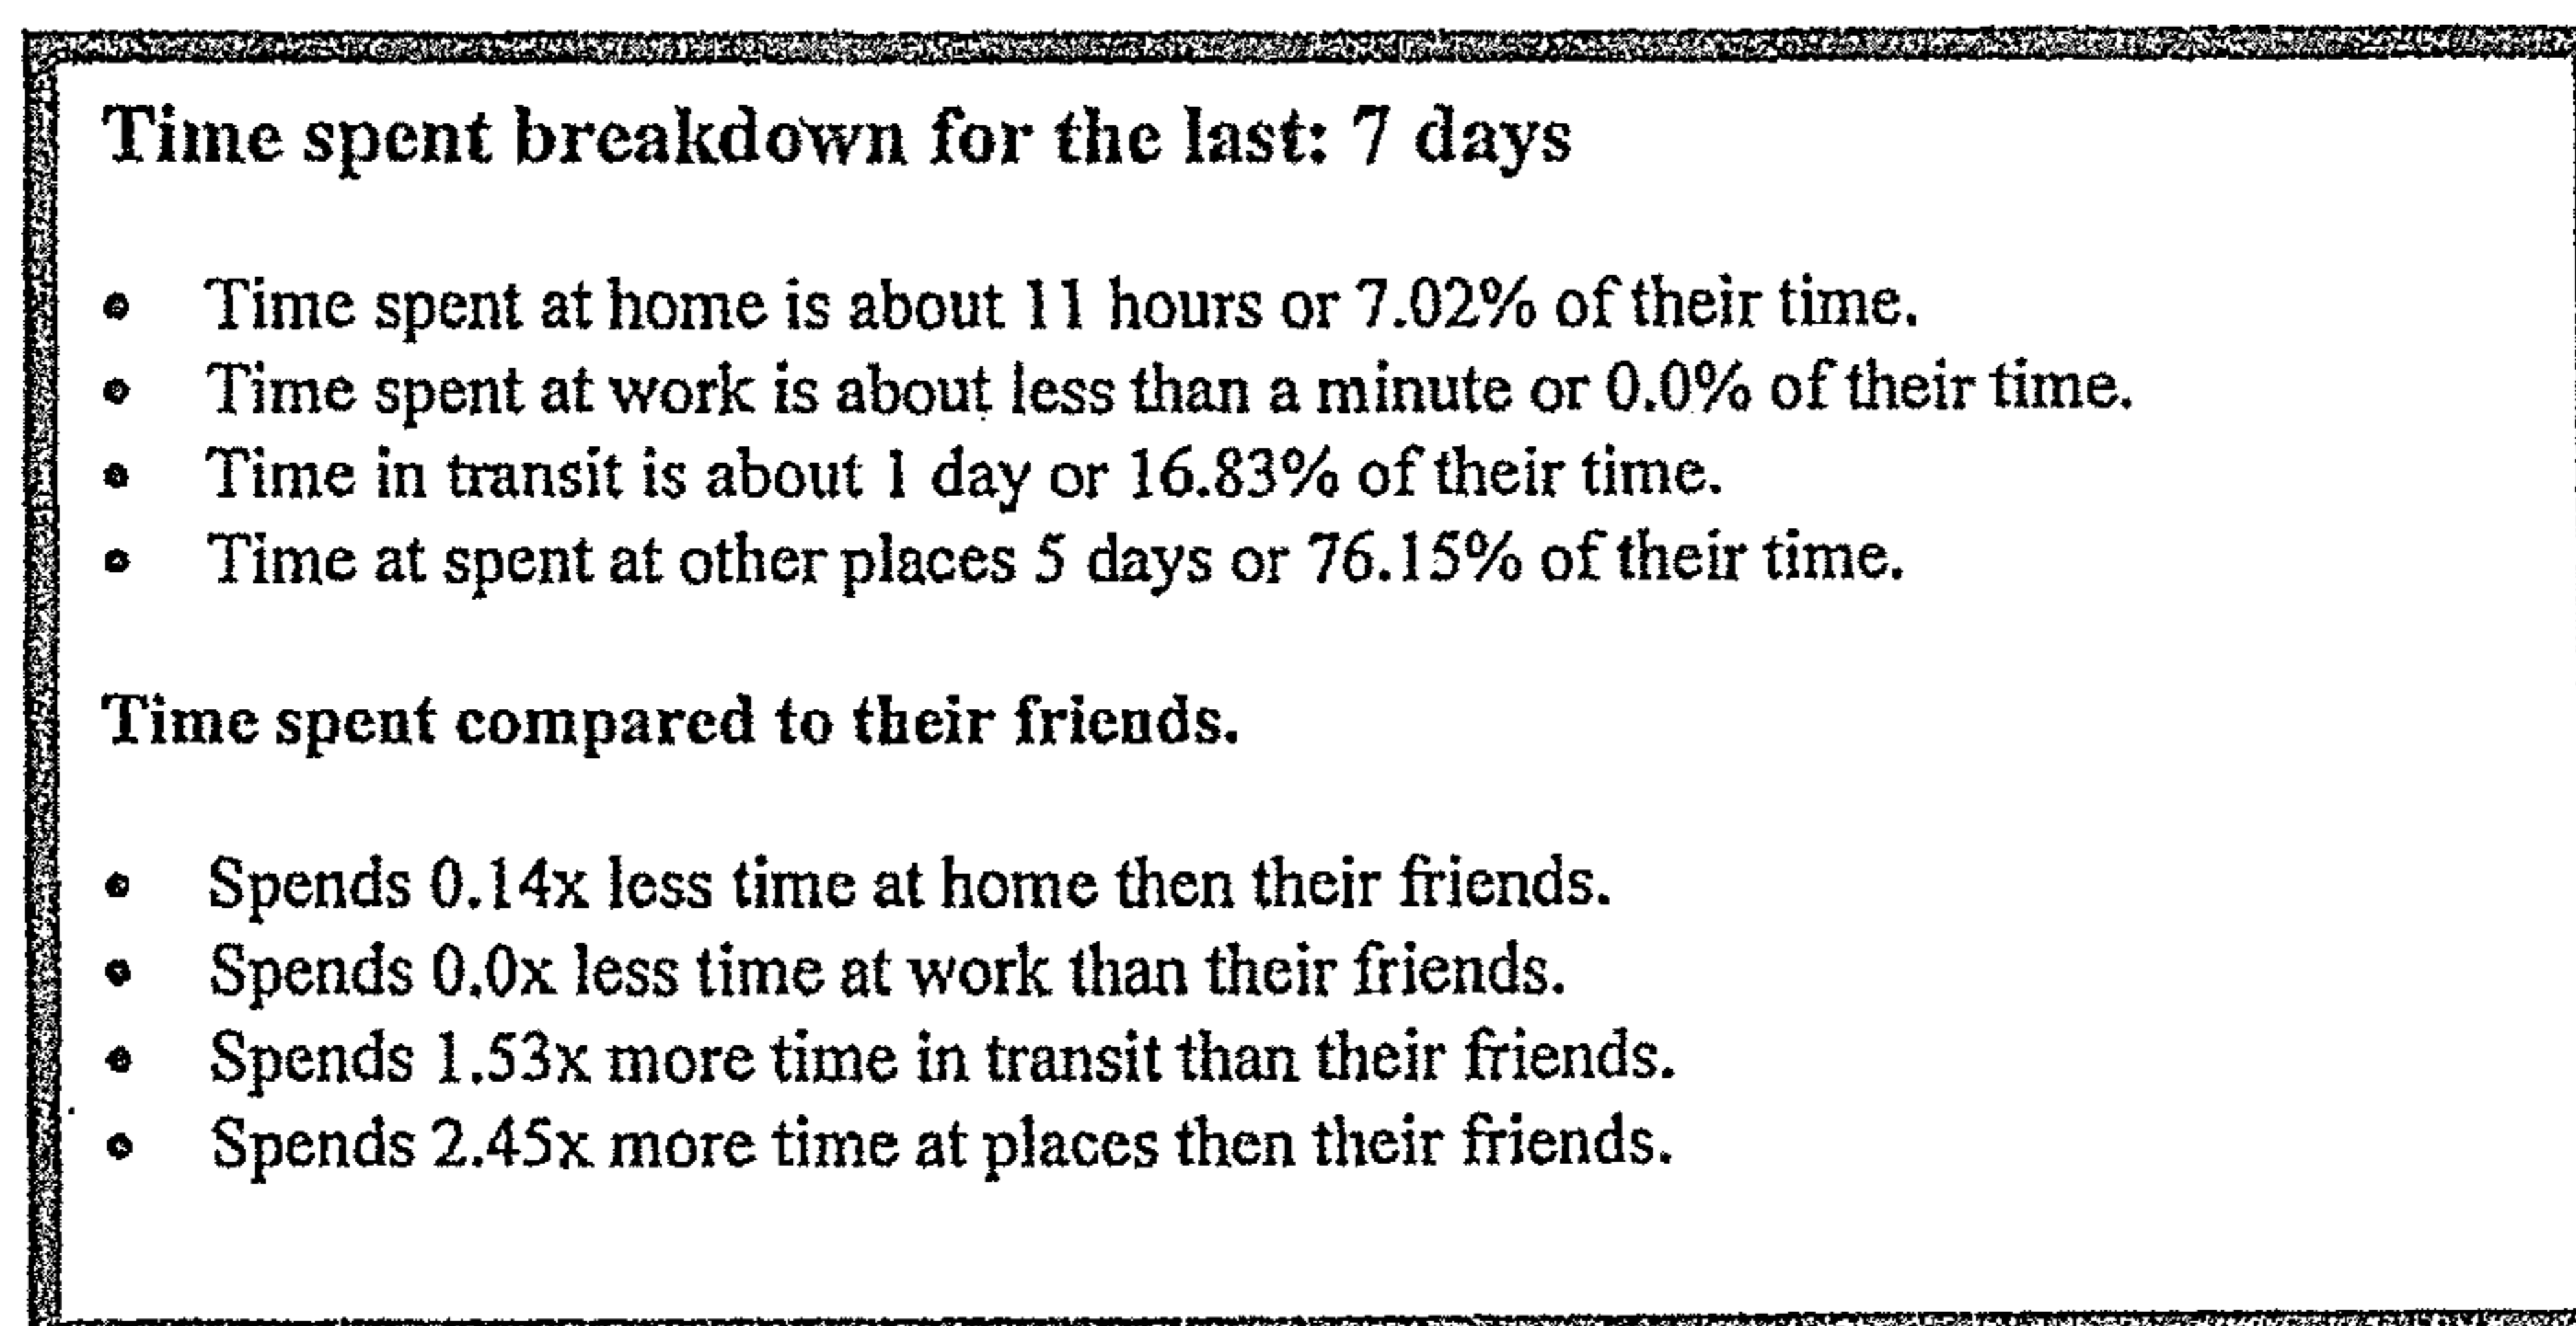 Time spent breakdown for the last: 7 days
• Time spent at home is about 11 hours or 7.02% of their time.
• Time spent at work is about less than a minute or 0.0% of their time.
• Time in transit is about 1 day or 16.83% of their time.
• Time at spent at other places 5 days or 76.15% of their time.
Time spent compared to their friends.
• Spends 0.14x less time at home then their friends.
• Spends 0.0x less time at work than their friends.
• Spends 1.53x more time in transit than their friends.
• Spends 2.45x more time at places then their friends.